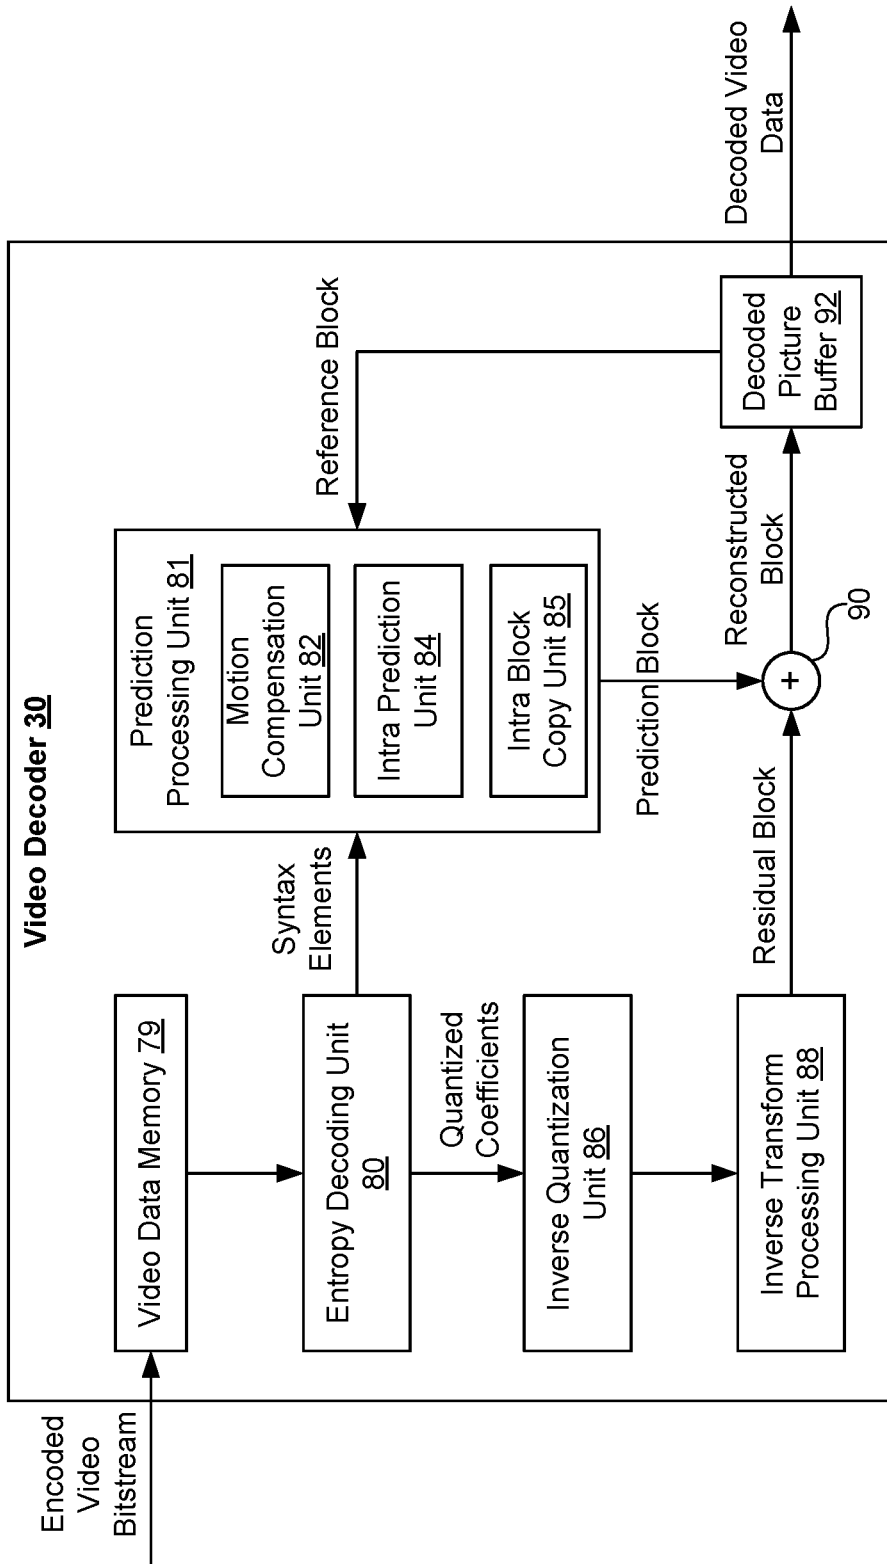 Video Decoder 30
Encoded
Video
Bitstream
Video Data Memory 79
Entropy Decoding Unit
80
Syntax
Elements
Quantized
Coefficients
Inverse Quantization
Unit 86
Inverse Transform
Processing Unit 88
Prediction
Processing Unit 81
Motion
Compensation
Unit 82
Intra Prediction
Unit 84
Intra Block
Copy Unit 85
Reference Block
Prediction Block
Residual Block
+
90
Reconstructed
Block
Decoded
Picture
Buffer 92
Decoded Video
Data